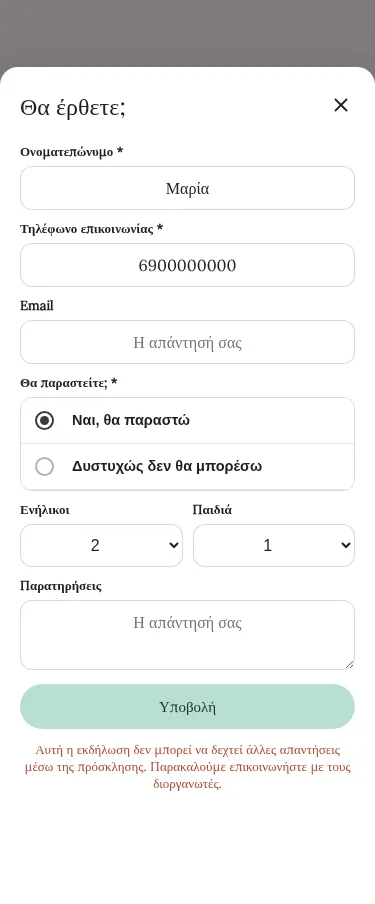 Θα έρθετε;
Ονοματεπώνυμο *
Μαρία
Τηλέφωνο επικοινωνίας *
6900000000
Email
Η απάντησή σας
Θα παραστείτε; *
Ναι, θα παραστώ
Δυστυχώς δεν θα μπορέσω
Ενήλικοι
Παιδιά
2
1
Παρατηρήσεις
Η απάντησή σας
Υποβολή
Αυτή η εκδήλωση δεν μπορεί να δεχτεί άλλες απαντήσεις
μέσω της πρόσκλησης. Παρακαλούμε επικοινωνήστε με τους
διοργανωτές.